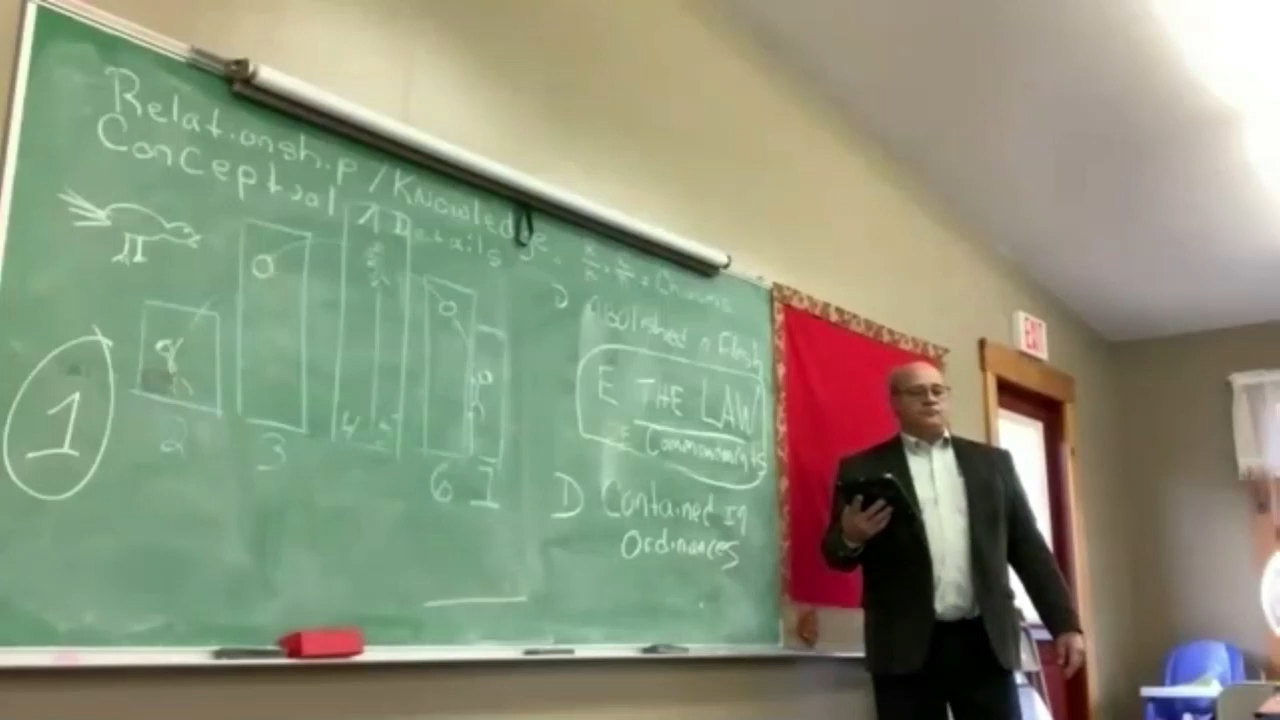 Relationship / Knowledge
Conceptual / Details
D Abolished n Flesh
E THE LAW
= Commandments
D Contained In
Ordinances
1
2
3
4 5
6 7
EXIT